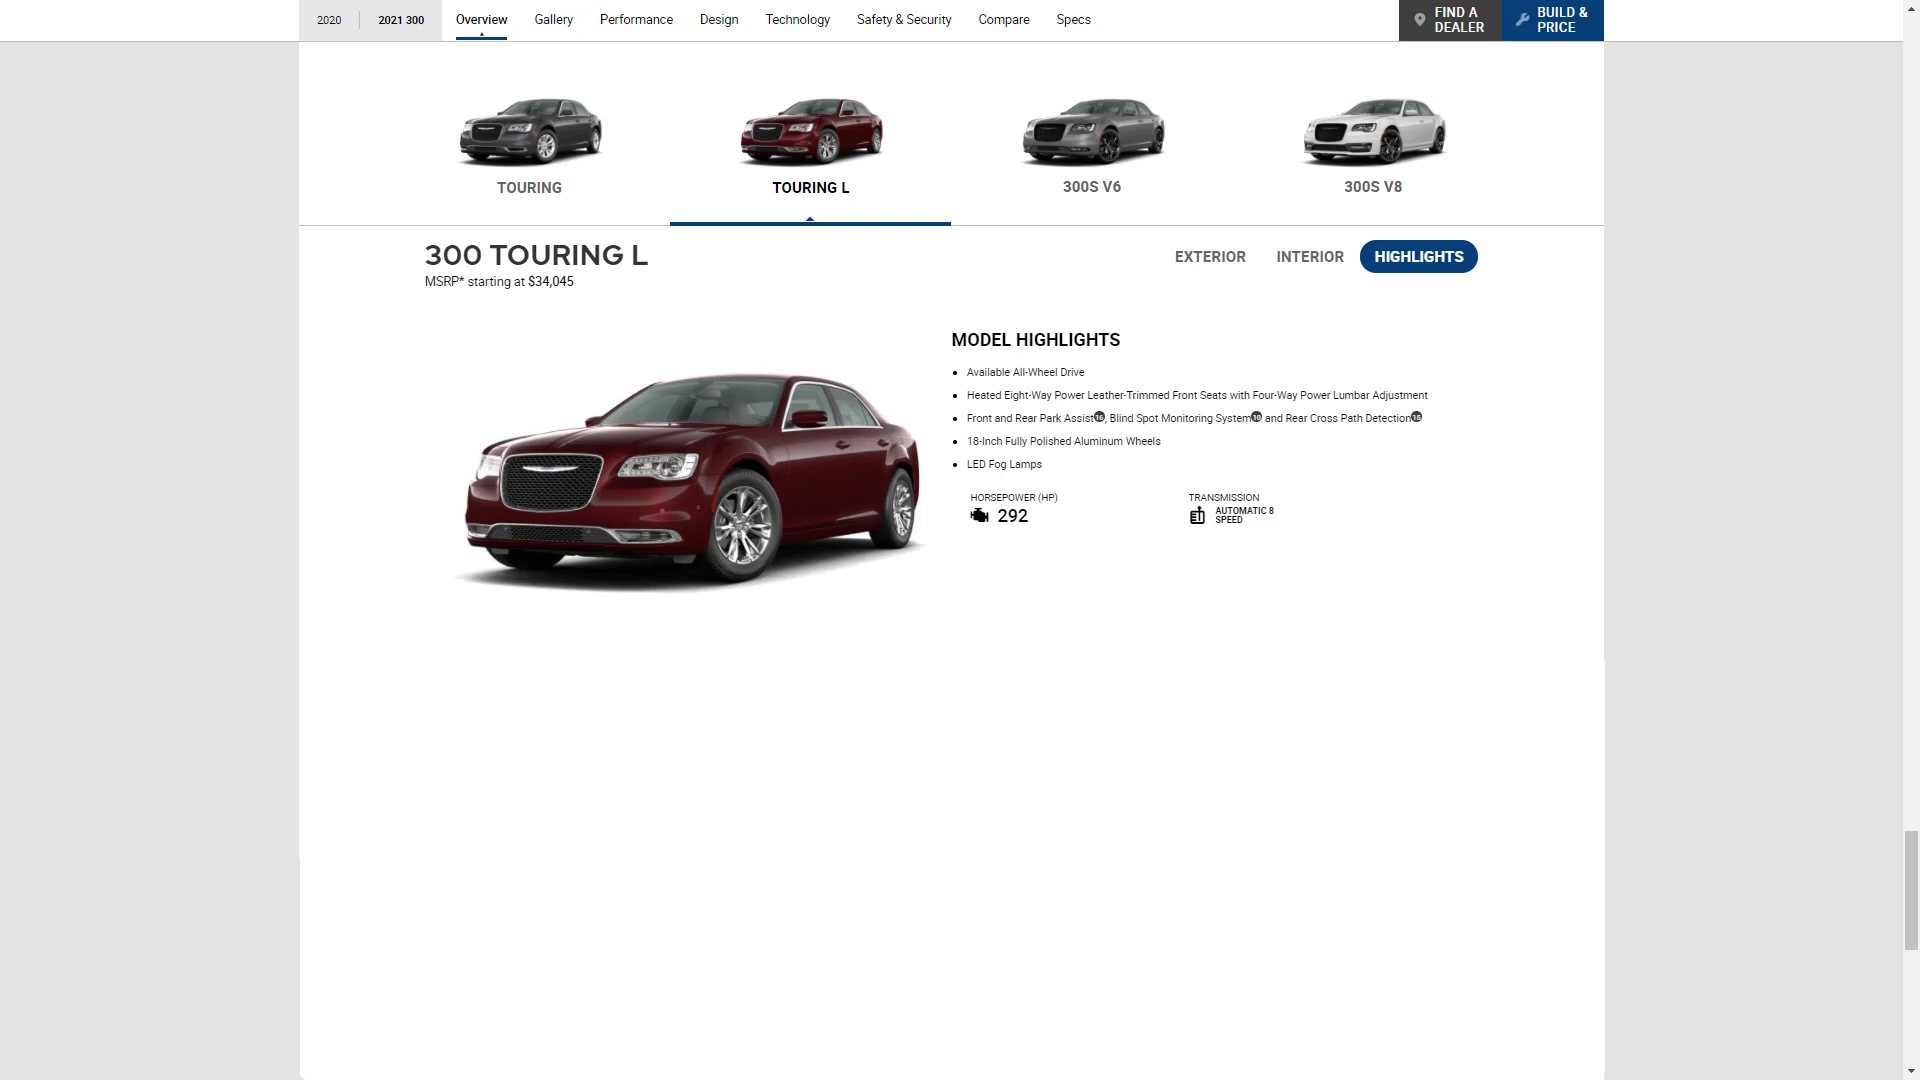 2020
2021 300
Overview
Gallery
Performance
Design
Technology
Safety & Security
Compare
Specs
FIND A
DEALER
BUILD &
PRICE
TOURING
TOURING L
300S V6
300S V8
300 TOURING L
MSRP* starting at $34,045
EXTERIOR
INTERIOR
HIGHLIGHTS
MODEL HIGHLIGHTS
Available All-Wheel Drive
Heated Eight-Way Power Leather-Trimmed Front Seats with Four-Way Power Lumbar Adjustment
Front and Rear Park Assist16, Blind Spot Monitoring System10 and Rear Cross Path Detection15
18-Inch Fully Polished Aluminum Wheels
LED Fog Lamps
HORSEPOWER (HP)
292
TRANSMISSION
AUTOMATIC 8
SPEED